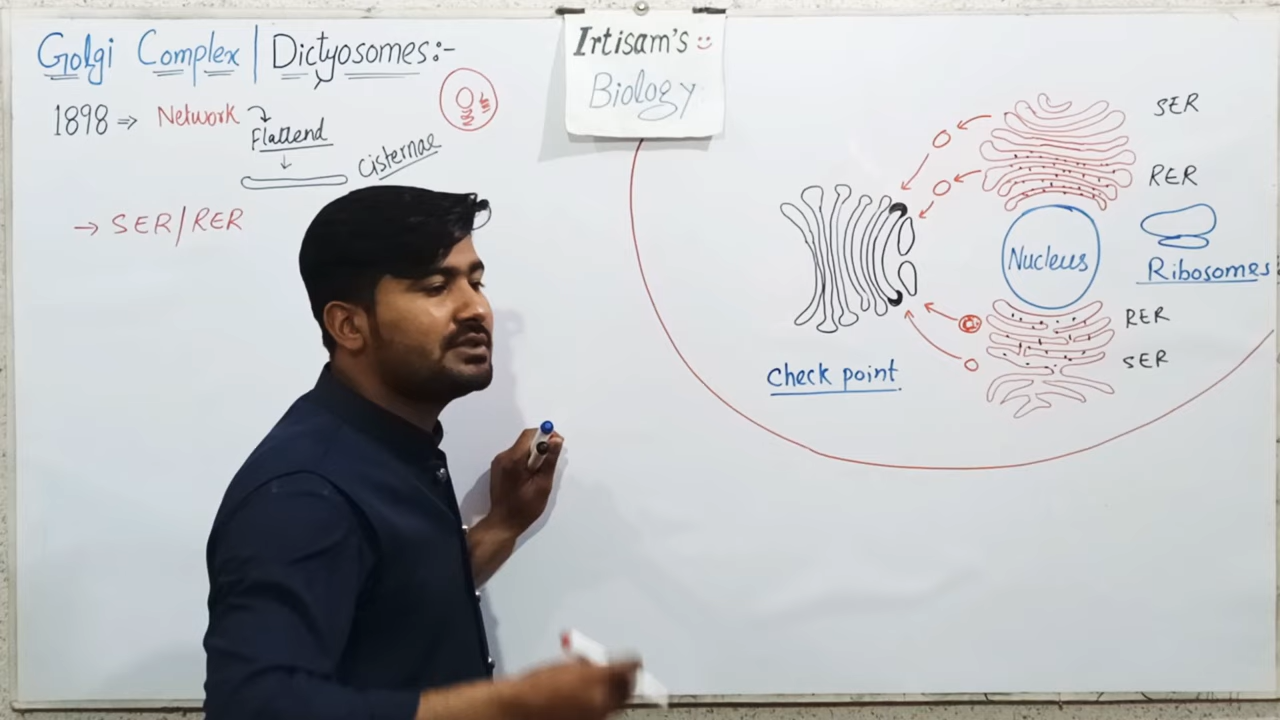 Golgi Complex | Dictyosomes:-
1898 ⇒ Network
Flattend
Cisternae
→ SER/RER
Irtisam's
Biology
SER
RER
Nucleus
Ribosomes
RER
SER
Check point